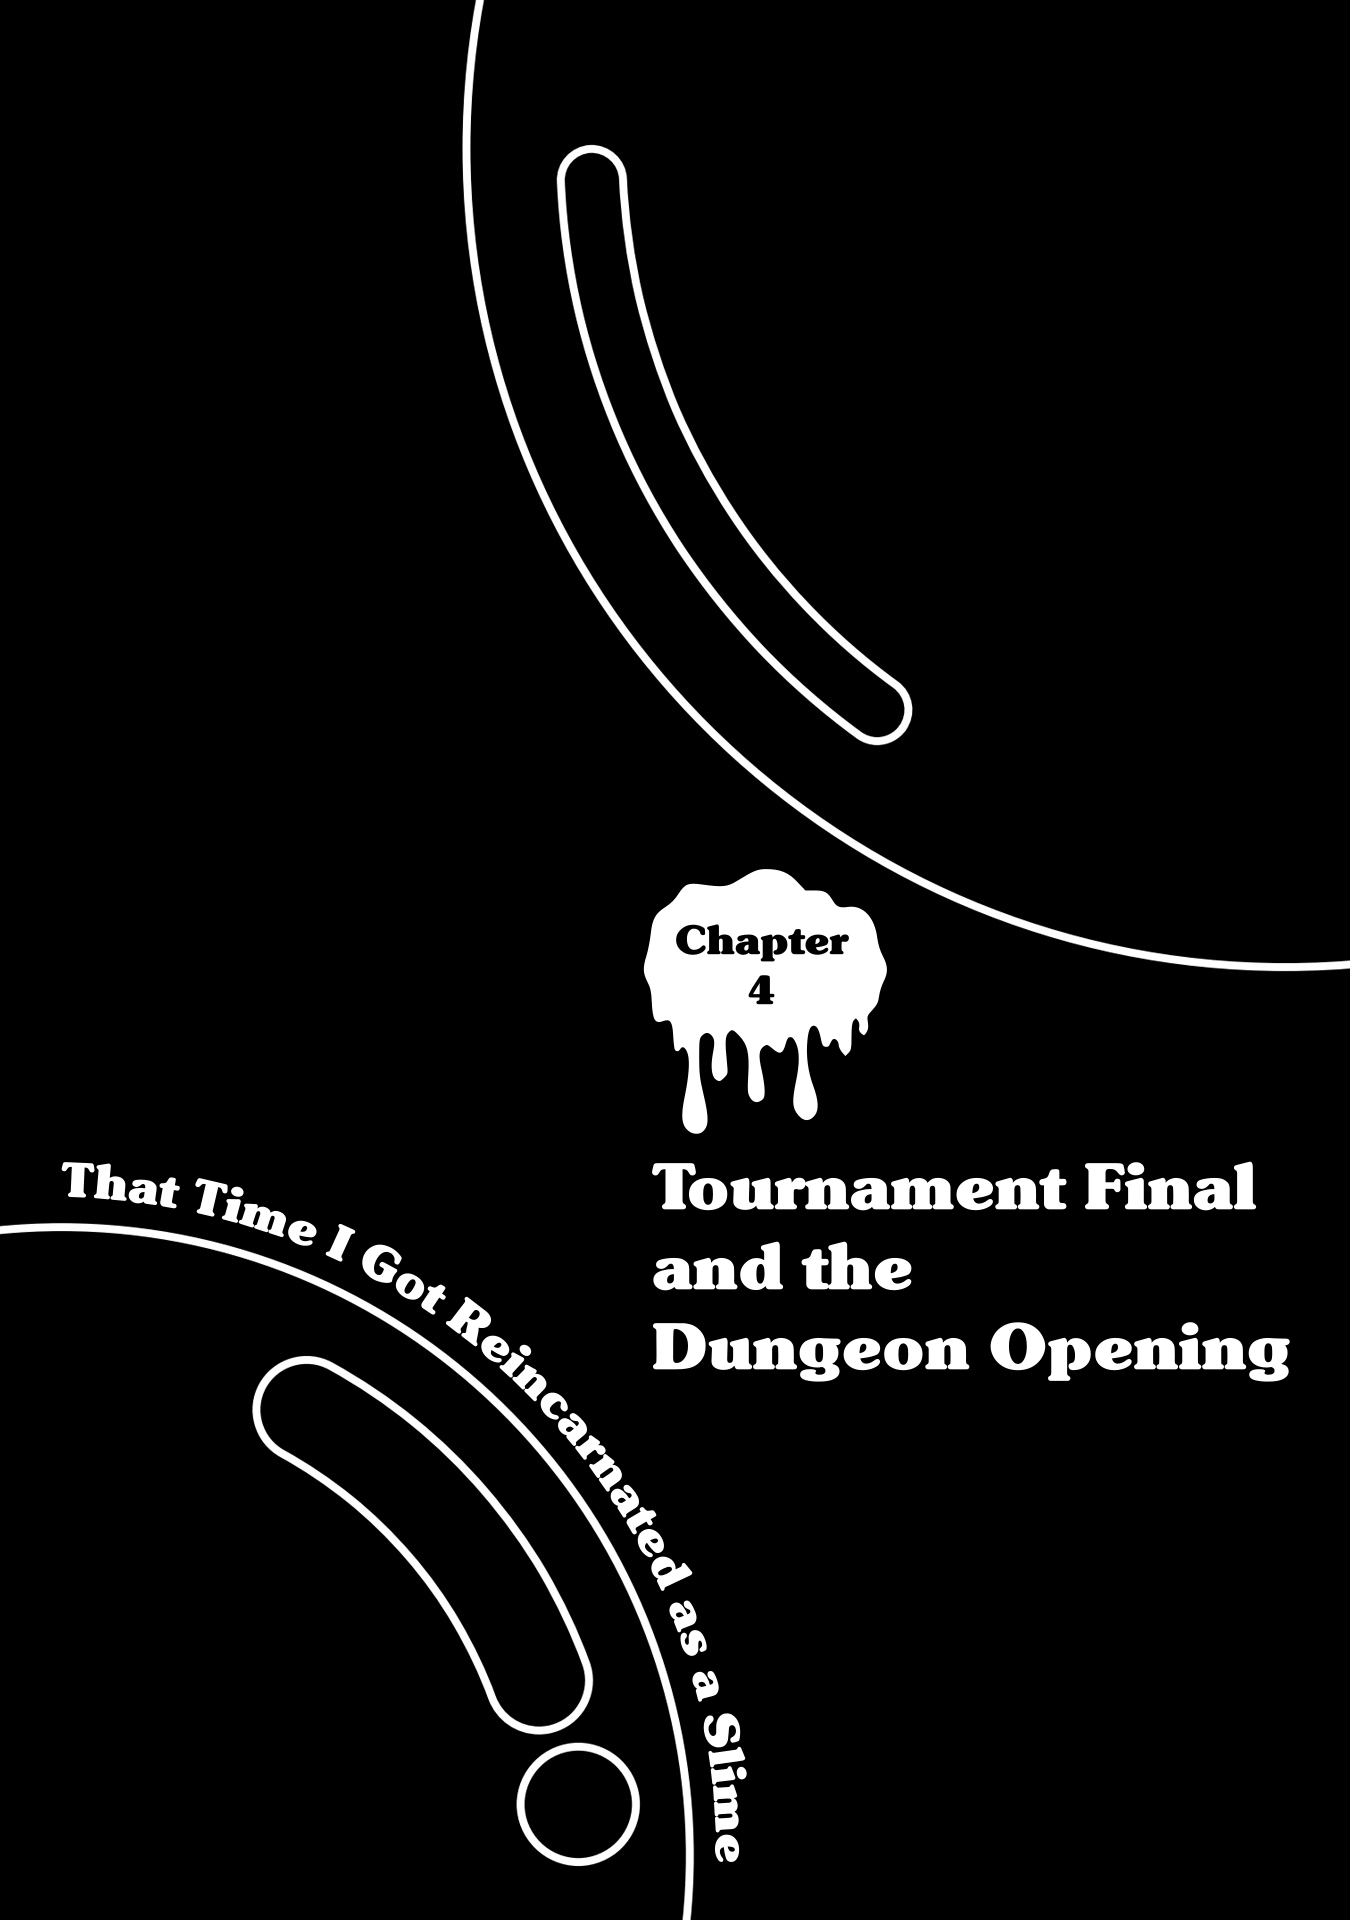 Chapter
4
Tournament Final
and the
Dungeon Opening
That Time I Got Reincarnated as a Slime